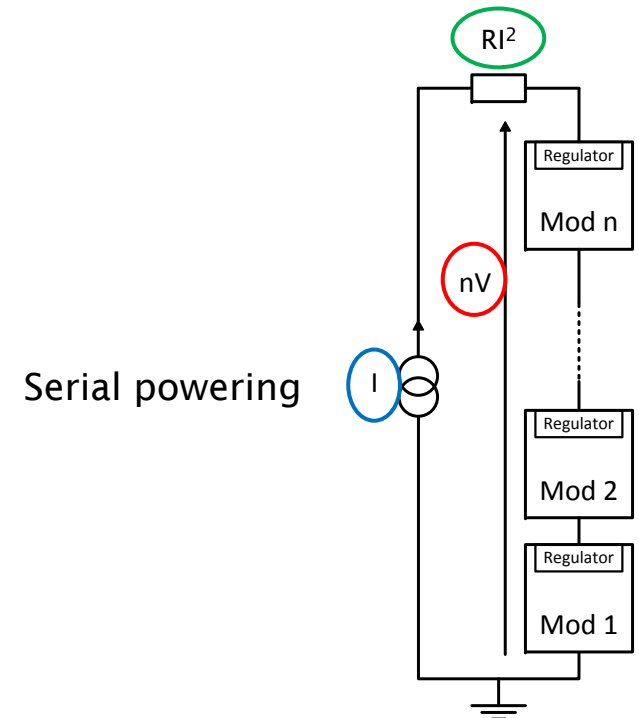 RI²
Regulator
Mod n
nV
Serial powering
I
Regulator
Mod 2
Regulator
Mod 1